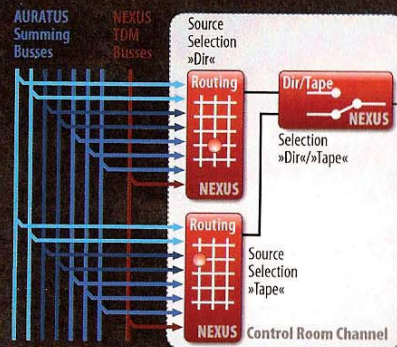 AURATUS
Summing
Busses
NEXUS
TDM
Busses
Source
Selection
»Dir«
Routing
NEXUS
Dir/Tape
NEXUS
Selection
»Dir«/»Tape«
Routing
NEXUS
Source
Selection
»Tape«
Control Room Channel